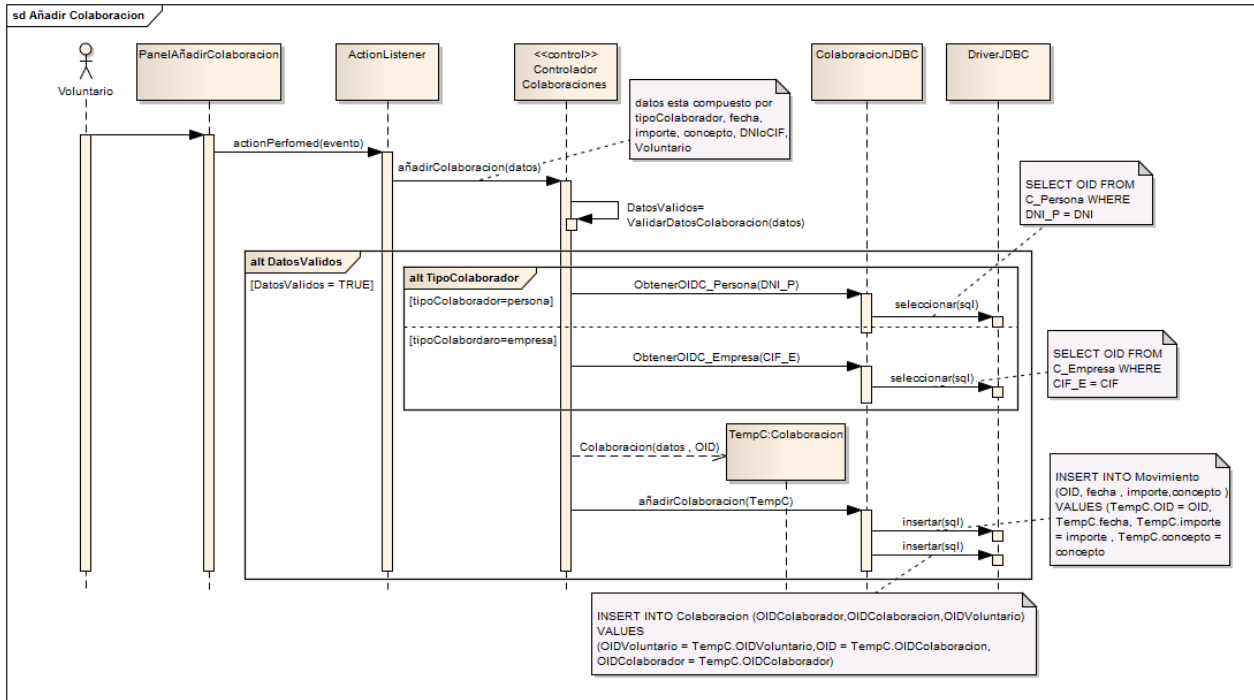 sd Añadir Colaboracion
Voluntario
PanelAñadirColaboracion
ActionListener
<<control>>
Controlador
Colaboraciones
ColaboracionJDBC
DriverJDBC
datos esta compuesto por
tipoColaborador, fecha,
importe, concepto, DNIoCIF,
Voluntario
actionPerfomed(evento)
añadirColaboracion(datos)
SELECT OID FROM
C_Persona WHERE
DNI_P = DNI
DatosValidos=
ValidarDatosColaboracion(datos)
alt DatosValidos
[DatosValidos = TRUE]
alt TipoColaborador
[tipoColaborador=persona]
ObtenerOIDC_Persona(DNI_P)
seleccionar(sql)
[tipoColabordaro=empresa]
ObtenerOIDC_Empresa(CIF_E)
seleccionar(sql)
SELECT OID FROM
C_Empresa WHERE
CIF_E = CIF
Colaboracion(datos , OID)
TempC:Colaboracion
añadirColaboracion(TempC)
insertar(sql)
insertar(sql)
INSERT INTO Movimiento
(OID, fecha , importe,concepto )
VALUES (TempC.OID = OID,
TempC.fecha, TempC.importe
= importe , TempC.concepto =
concepto
INSERT INTO Colaboracion (OIDColaborador,OIDColaboracion,OIDVoluntario)
VALUES
(OIDVoluntario = TempC.OIDVoluntario,OID = TempC.OIDColaboracion,
OIDColaborador = TempC.OIDColaborador)